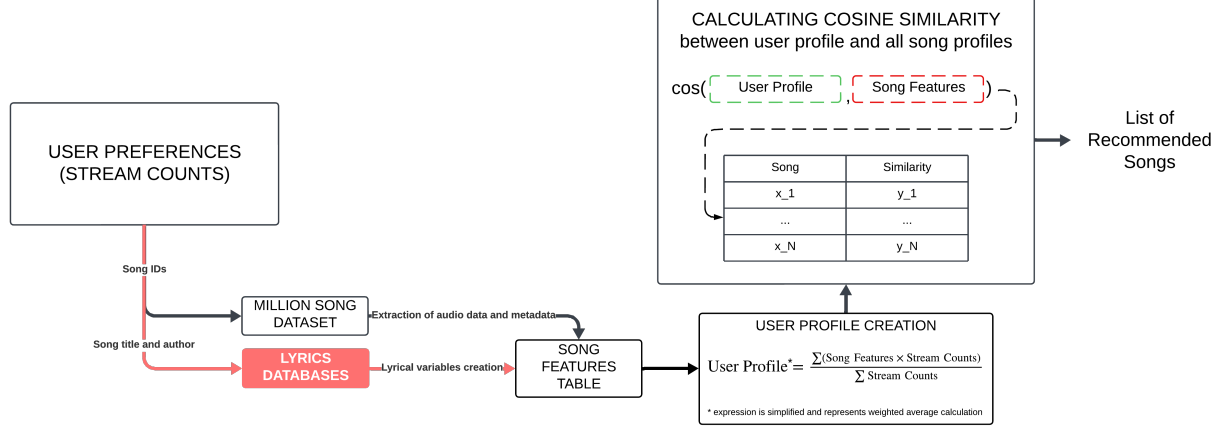 USER PREFERENCES
(STREAM COUNTS)
Song IDs
Song title and author
MILLION SONG
DATASET
LYRICS
DATABASES
Extraction of audio data and metadata
Lyrical variables creation
SONG
FEATURES
TABLE
USER PROFILE CREATION
User Profile*= ∑(Song Features × Stream Counts)
∑ Stream Counts
* expression is simplified and represents weighted average calculation
CALCULATING COSINE SIMILARITY
between user profile and all song profiles
cos( User Profile , Song Features )
Song Similarity
x_1 y_1
... ...
x_N y_N
List of
Recommended
Songs